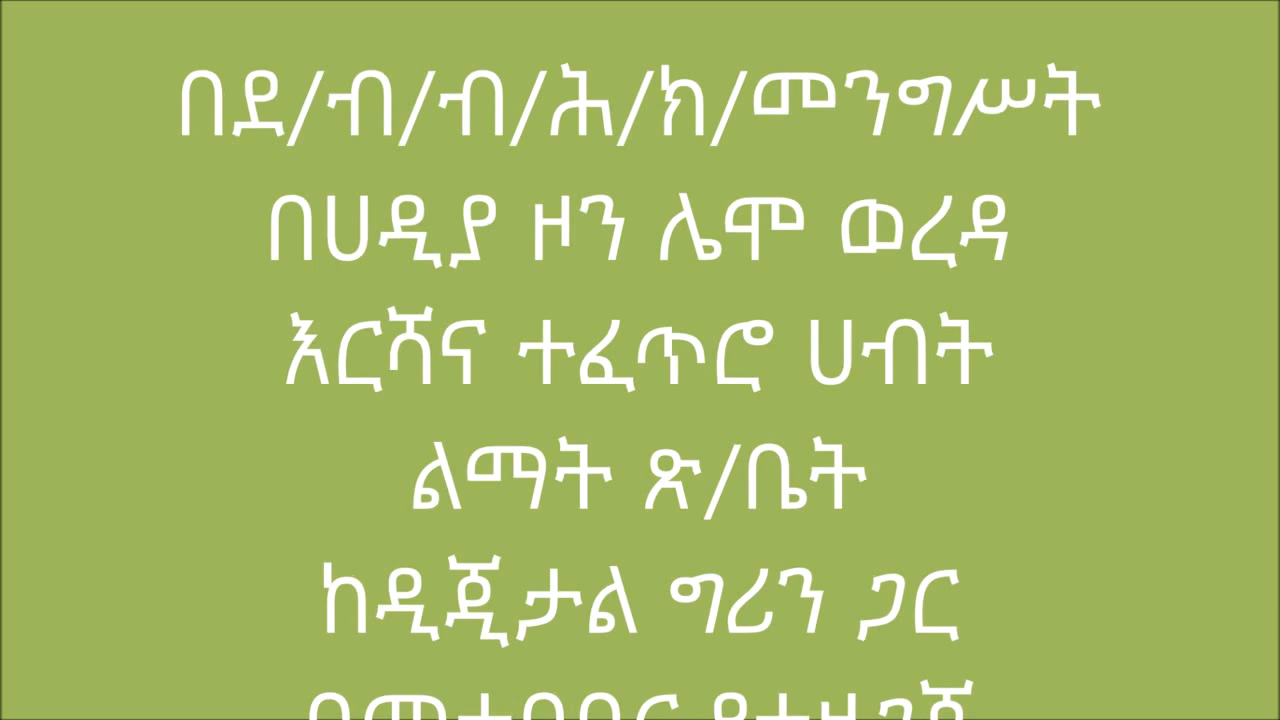 በደ/ብ/ብ/ሕ/ክ/መንግሥት
በሀዲያ ዞን ሌሞ ወረዳ
እርሻና ተፈጥሮ ሀብት
ልማት ጽ/ቤት
ከዲጂታል ግሪን ጋር